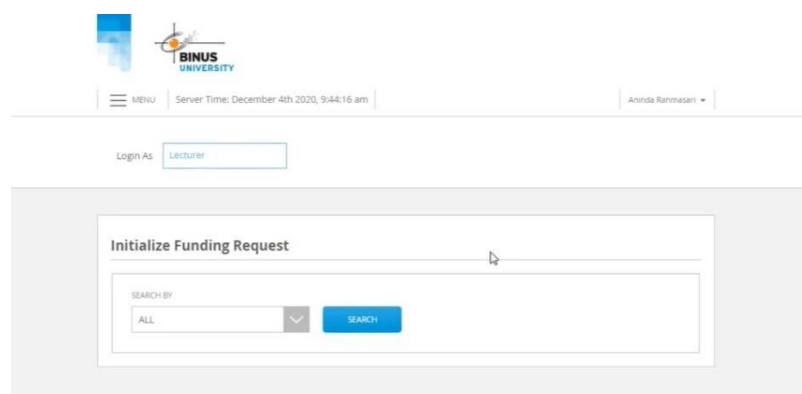 BINUS
UNIVERSITY
MENU Server Time: December 4th 2020, 9:44:16 am Aninda Rahmasari
Login As Lecturer
Initialize Funding Request
SEARCH BY
ALL SEARCH